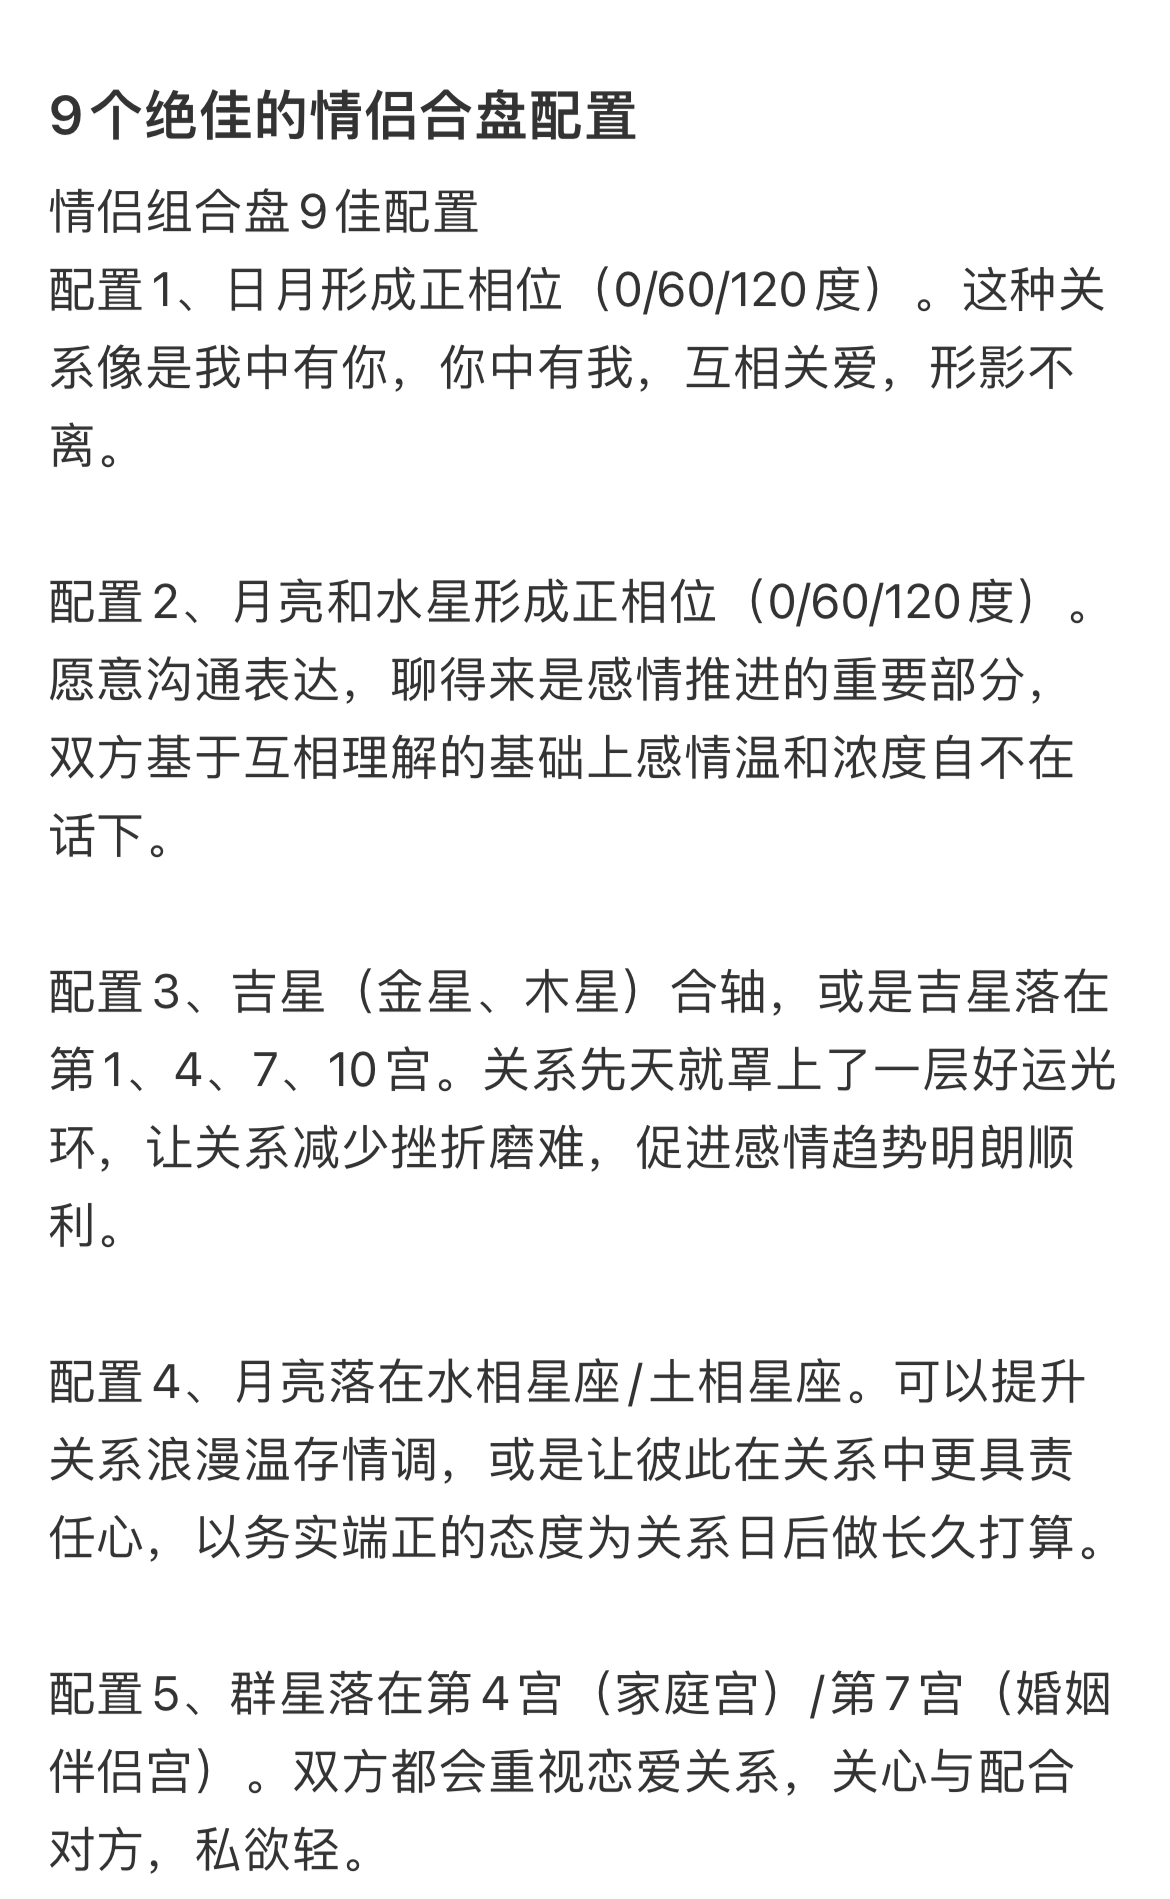 9个绝佳的情侣合盘配置
情侣组合盘9佳配置
配置1、日月形成正相位（0/60/120度）。这种关
系像是我中有你，你中有我，互相关爱，形影不
离。
配置2、月亮和水星形成正相位（0/60/120度）。
愿意沟通表达，聊得来是感情推进的重要部分，
双方基于互相理解的基础上感情温和浓度自不在
话下。
配置3、吉星（金星、木星）合轴，或是吉星落在
第1、4、7、10宫。关系先天就罩上了一层好运光
环，让关系减少挫折磨难，促进感情趋势明朗顺
利。
配置4、月亮落在水相星座/土相星座。可以提升
关系浪漫温存情调，或是让彼此在关系中更具责
任心，以务实端正的态度为关系日后做长久打算。
配置5、群星落在第4宫（家庭宫）/第7宫（婚姻
伴侣宫）。双方都会重视恋爱关系，关心与配合
对方，私欲轻。